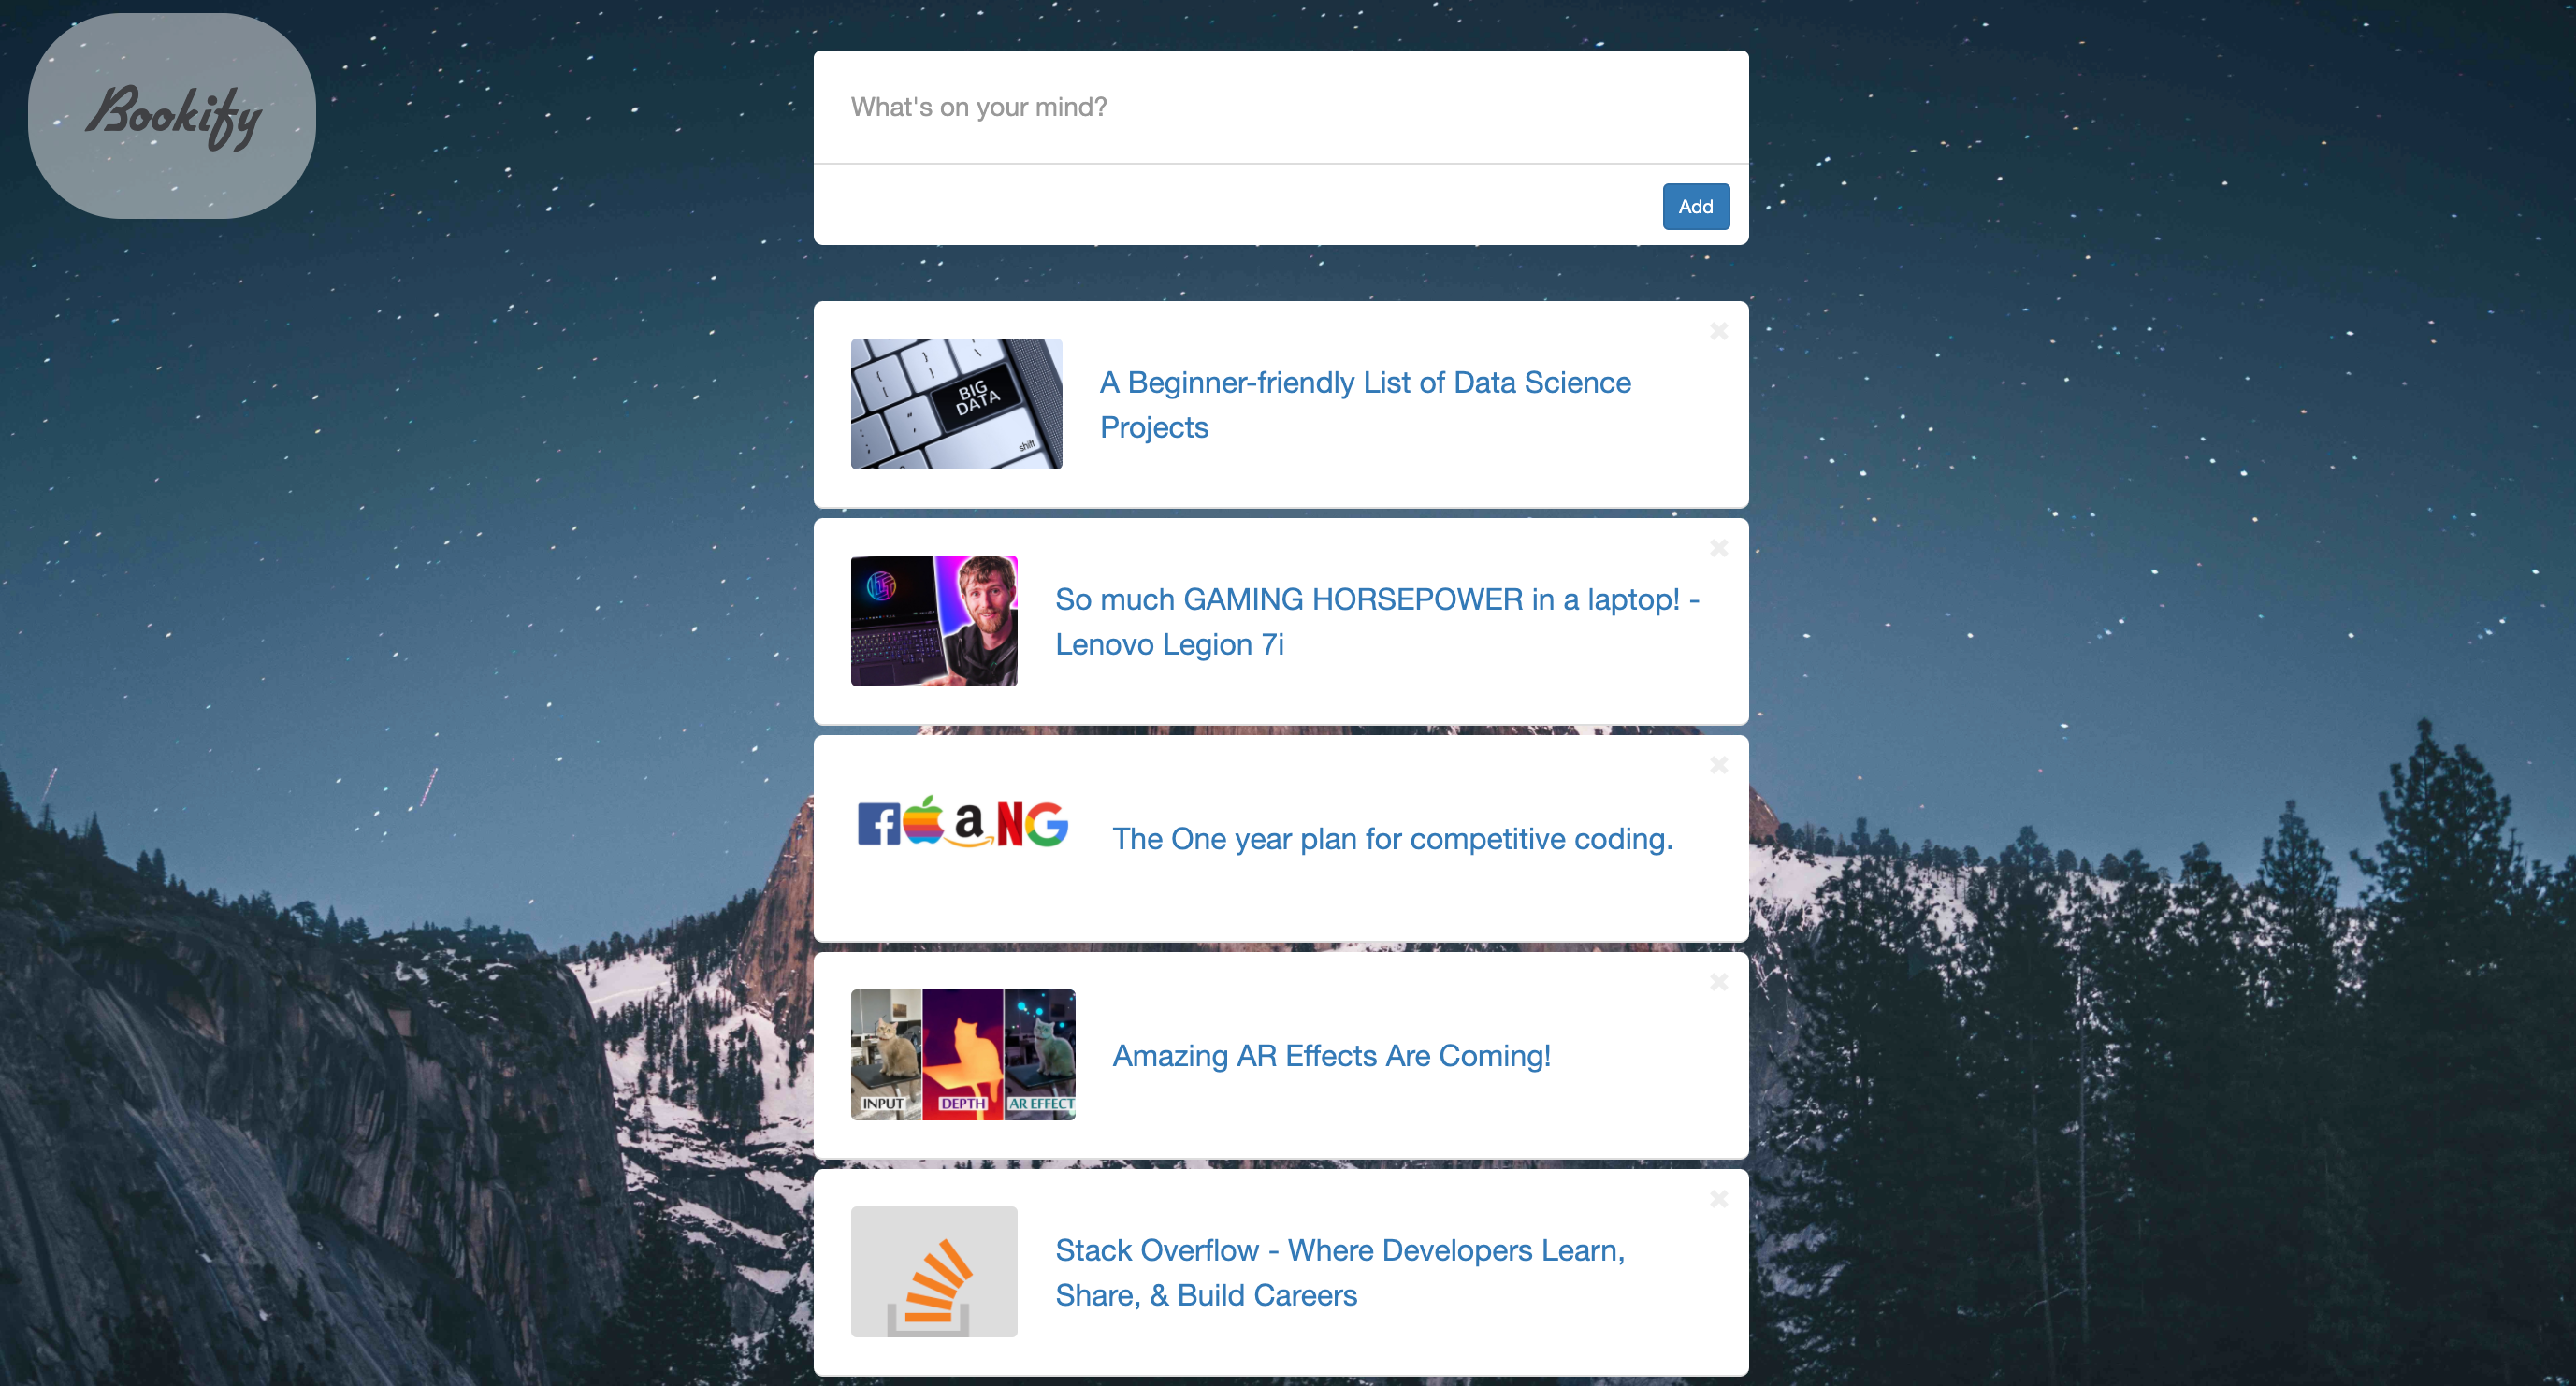 Bookify
What's on your mind?
Add
BIG
DATA
shift
A Beginner-friendly List of Data Science
Projects
So much GAMING HORSEPOWER in a laptop! -
Lenovo Legion 7i
The One year plan for competitive coding.
INPUT DEPTH AR EFFECT
Amazing AR Effects Are Coming!
Stack Overflow - Where Developers Learn,
Share, & Build Careers